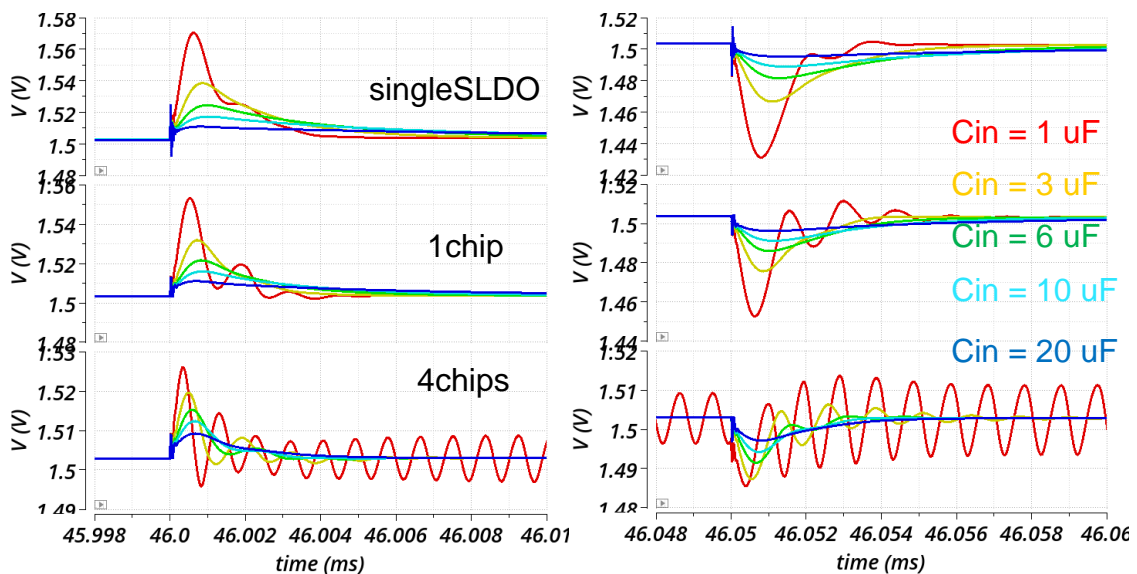 1.58
1.56
1.54
1.52
1.5
1.48
V (V)
singleSLDO
1.56
1.54
1.52
1.5
1.48
V (V)
1chip
1.53
1.52
1.51
1.5
1.49
V (V)
4chips
45.998 46.0 46.002 46.004 46.006 46.008 46.01
time (ms)
1.52
1.5
1.48
1.46
1.44
1.42
V (V)
1.52
1.5
1.48
1.46
1.44
V (V)
1.52
1.51
1.5
1.49
1.48
V (V)
Cin = 1 uF
Cin = 3 uF
Cin = 6 uF
Cin = 10 uF
Cin = 20 uF
46.048 46.05 46.052 46.054 46.056 46.058 46.06
time (ms)